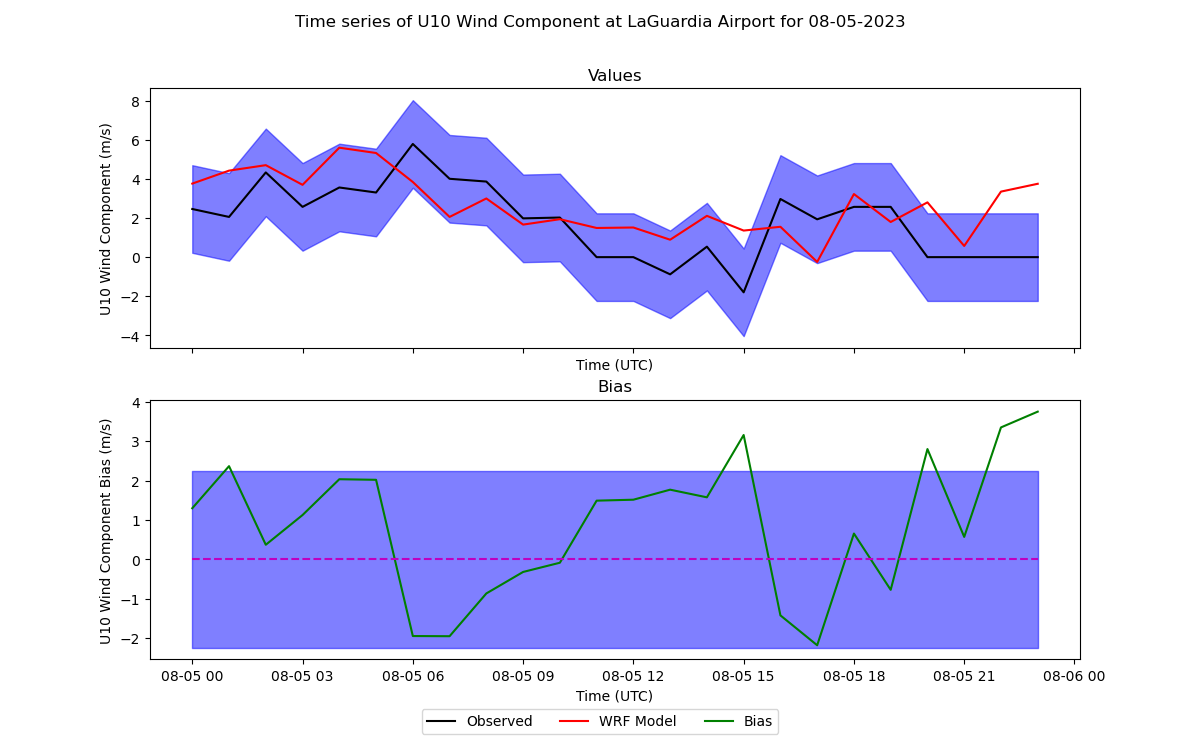 Time series of U10 Wind Component at LaGuardia Airport for 08-05-2023
Values
U10 Wind Component (m/s)
8
6
4
2
0
−2
−4
Time (UTC)
Bias
U10 Wind Component Bias (m/s)
4
3
2
1
0
−1
−2
08-05 00 08-05 03 08-05 06 08-05 09 08-05 12 08-05 15 08-05 18 08-05 21 08-06 00
Time (UTC)
Observed WRF Model Bias